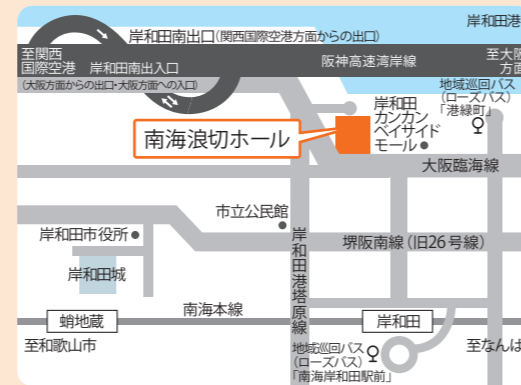 岸和田港
岸和田南出口(関西国際空港方面からの出口)
至関西
国際空港
岸和田南出入口
阪神高速湾岸線
至大阪
方面
(大阪方面からの出口・大阪方面への入口)
地域巡回バス
(ローズバス)
「港緑町」
岸和田
カンカン
ベイサイド
モール
南海浪切ホール
大阪臨海線
市立公民館
岸和田市役所
岸和田港塔原線
堺阪南線(旧26号線)
岸和田城
南海本線
蛸地蔵
岸和田
至和歌山市
地域巡回バス
(ローズバス)
「南海岸和田駅前」
至なんば